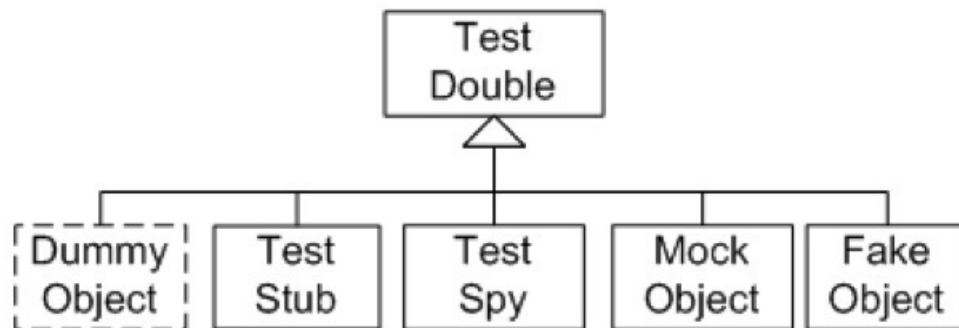 Test
Double
Dummy
Object
Test
Stub
Test
Spy
Mock
Object
Fake
Object